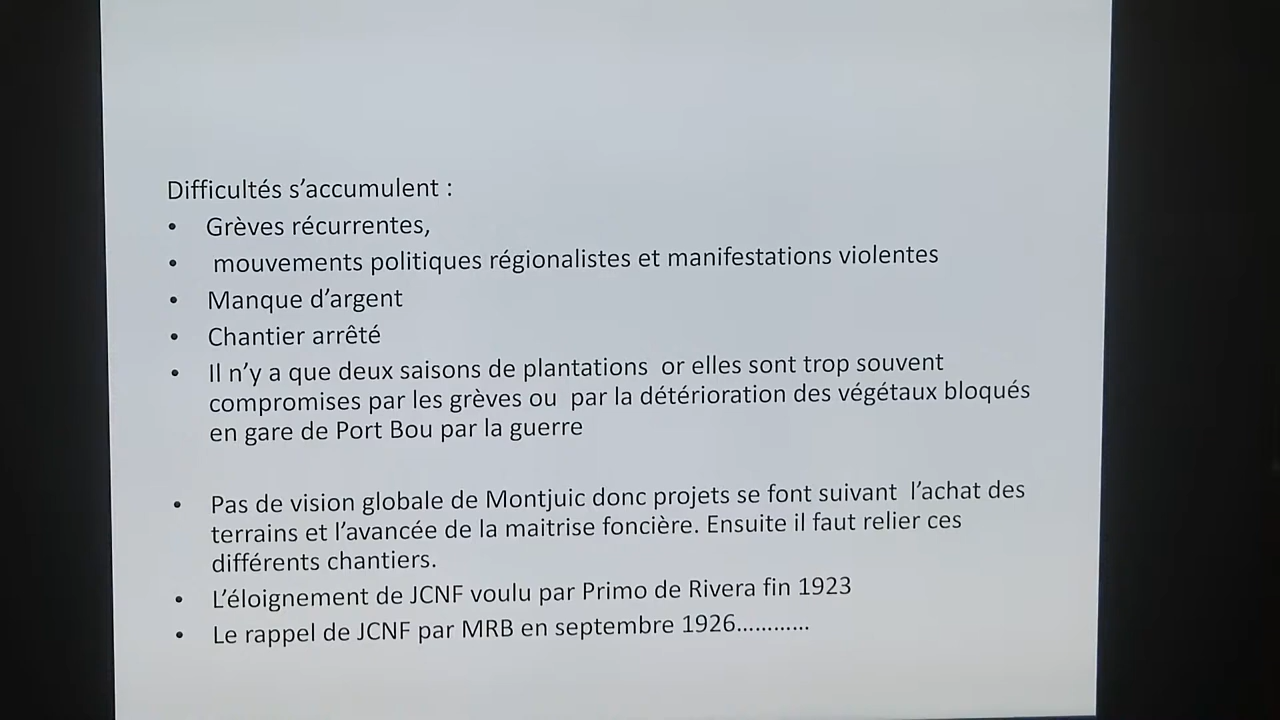 Difficultés s'accumulent :
• Grèves récurrentes,
• mouvements politiques régionalistes et manifestations violentes
• Manque d'argent
• Chantier arrêté
• Il n'y a que deux saisons de plantations or elles sont trop souvent
compromises par les grèves ou par la détérioration des végétaux bloqués
en gare de Port Bou par la guerre
• Pas de vision globale de Montjuic donc projets se font suivant l'achat des
terrains et l'avancée de la maitrise foncière. Ensuite il faut relier ces
différents chantiers.
• L'éloignement de JCNF voulu par Primo de Rivera fin 1923
• Le rappel de JCNF par MRB en septembre 1926…………